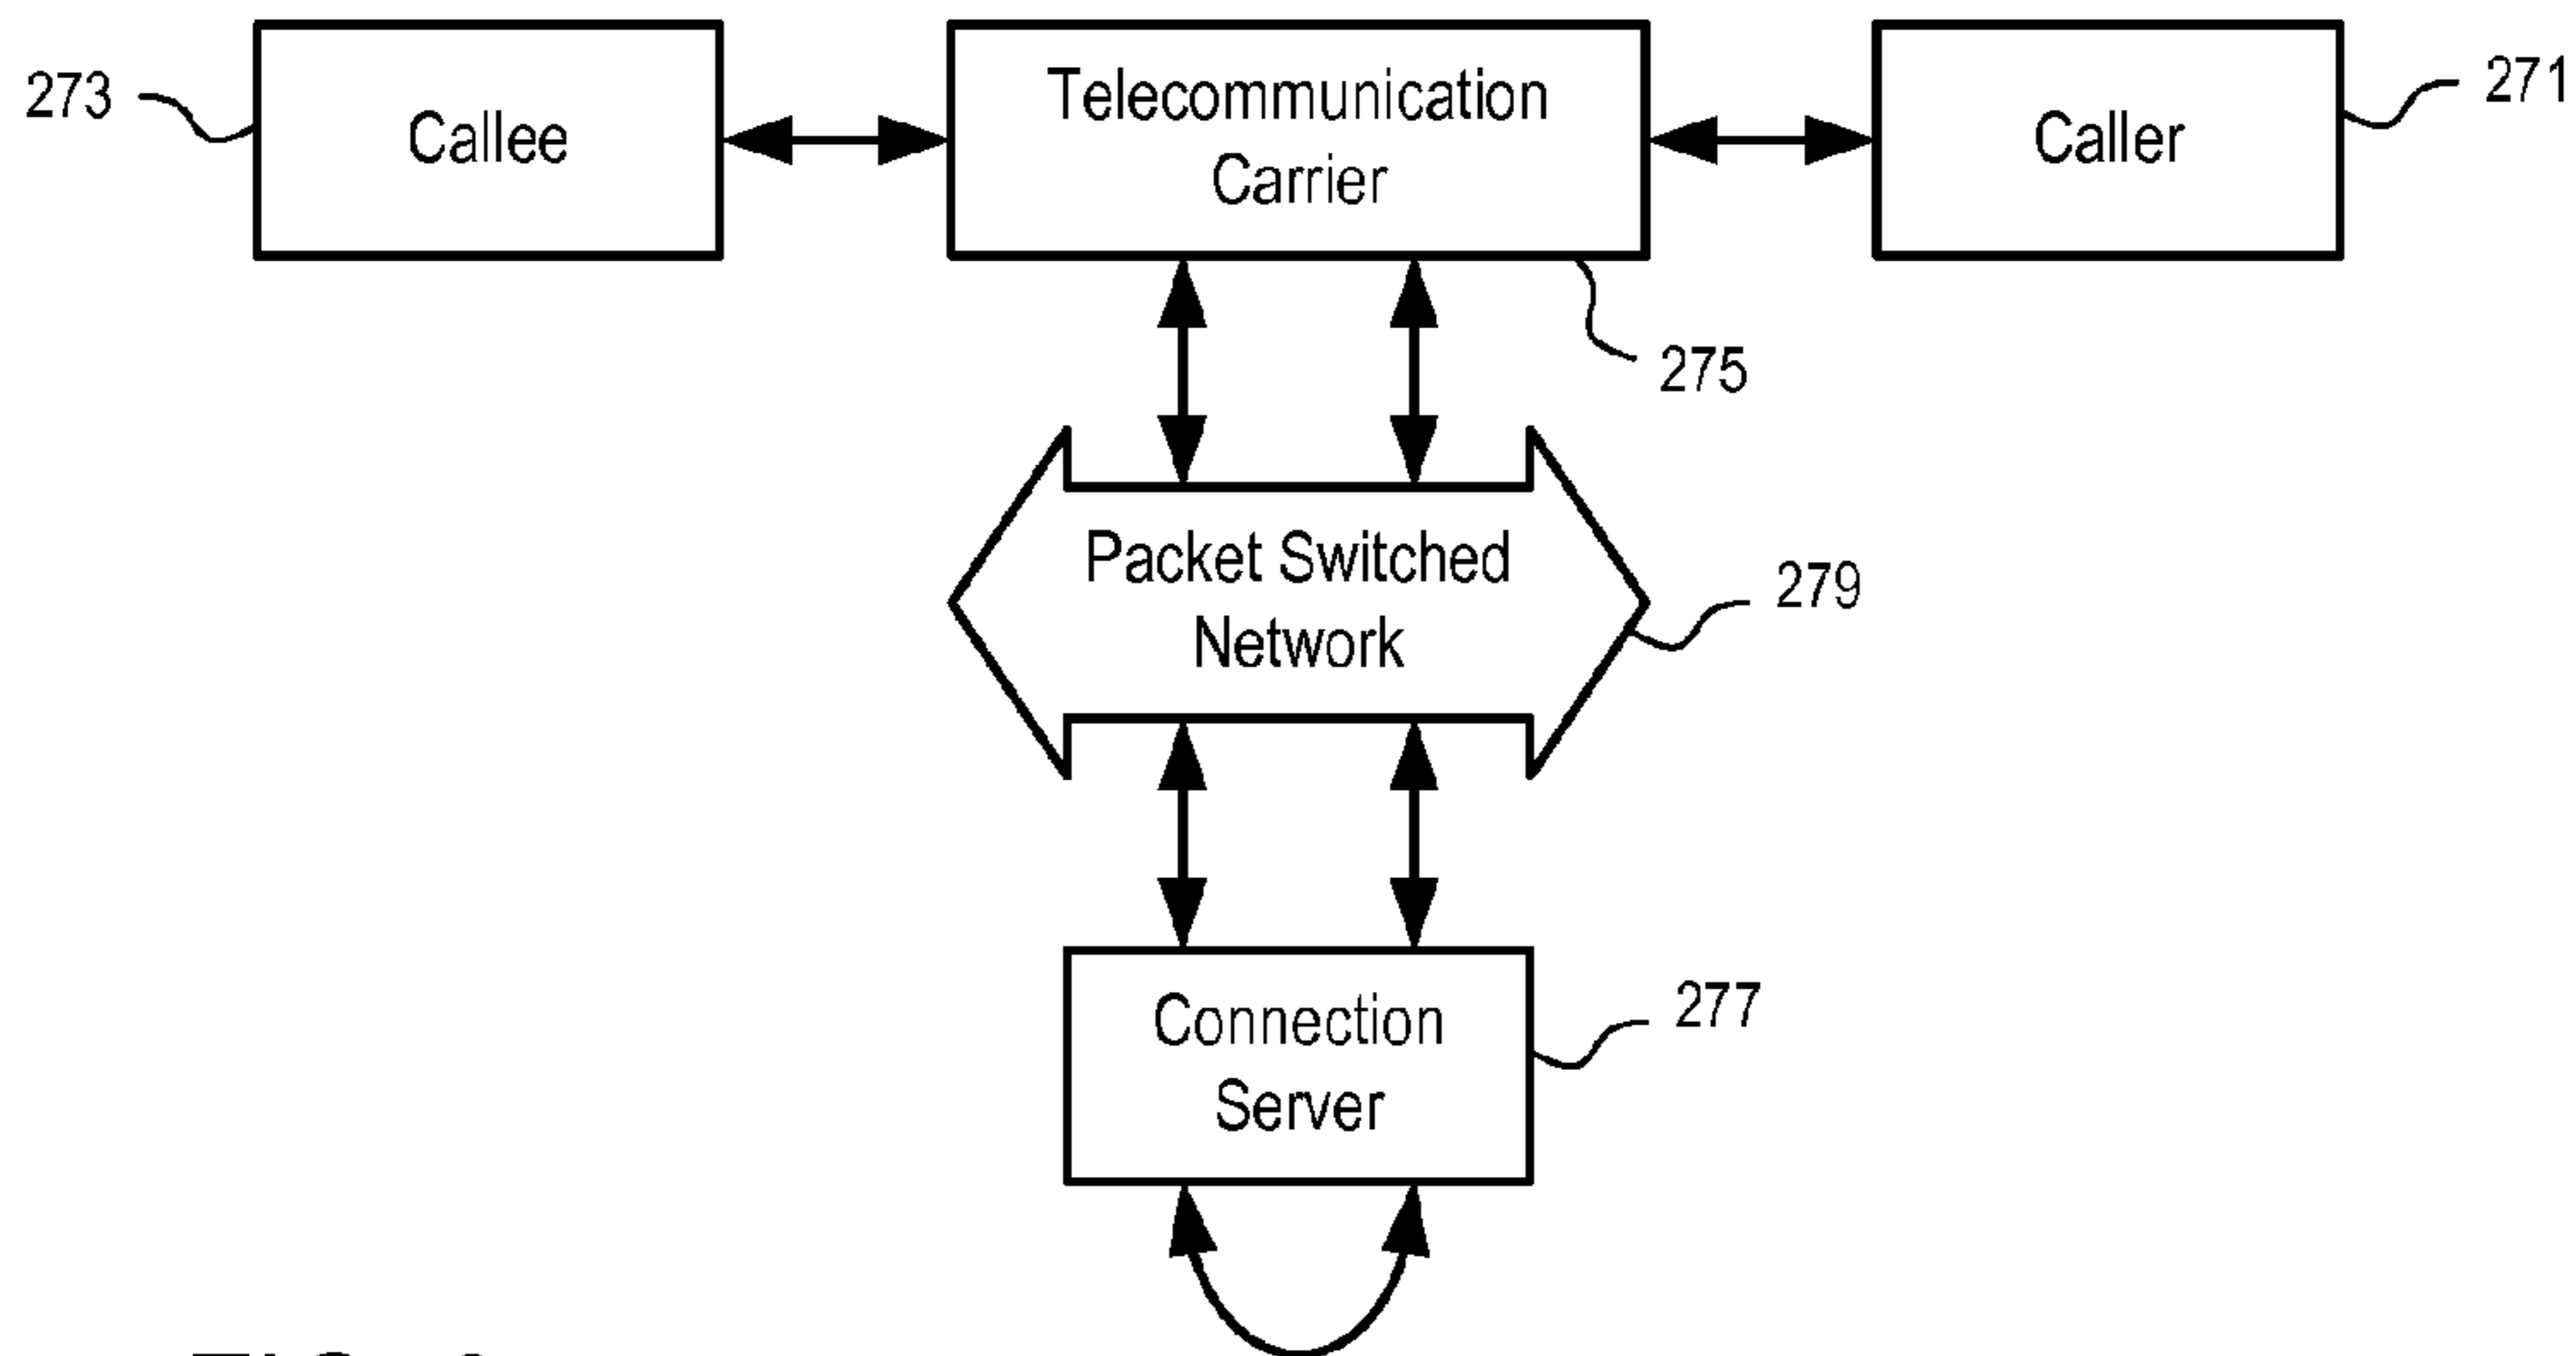 273
Callee
Telecommunication
Carrier
Caller
271
275
Packet Switched
Network
279
Connection
Server
277